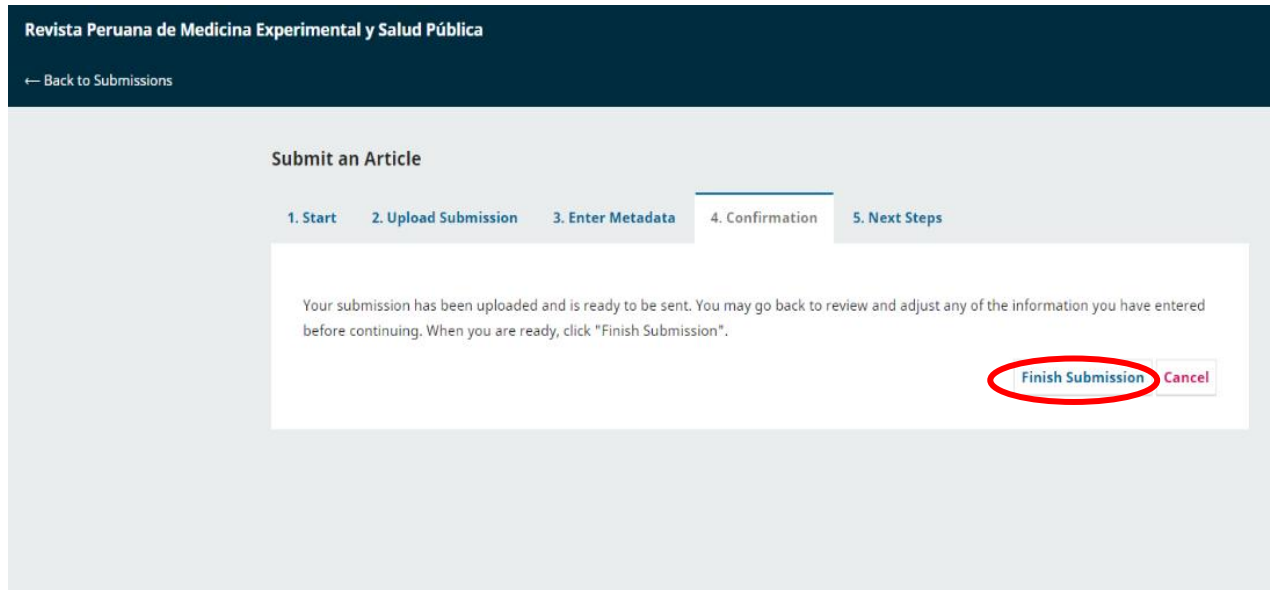 Revista Peruana de Medicina Experimental y Salud Pública
← Back to Submissions
Submit an Article
1. Start 2. Upload Submission 3. Enter Metadata 4. Confirmation 5. Next Steps
Your submission has been uploaded and is ready to be sent. You may go back to review and adjust any of the information you have entered
before continuing. When you are ready, click "Finish Submission".
Finish Submission Cancel